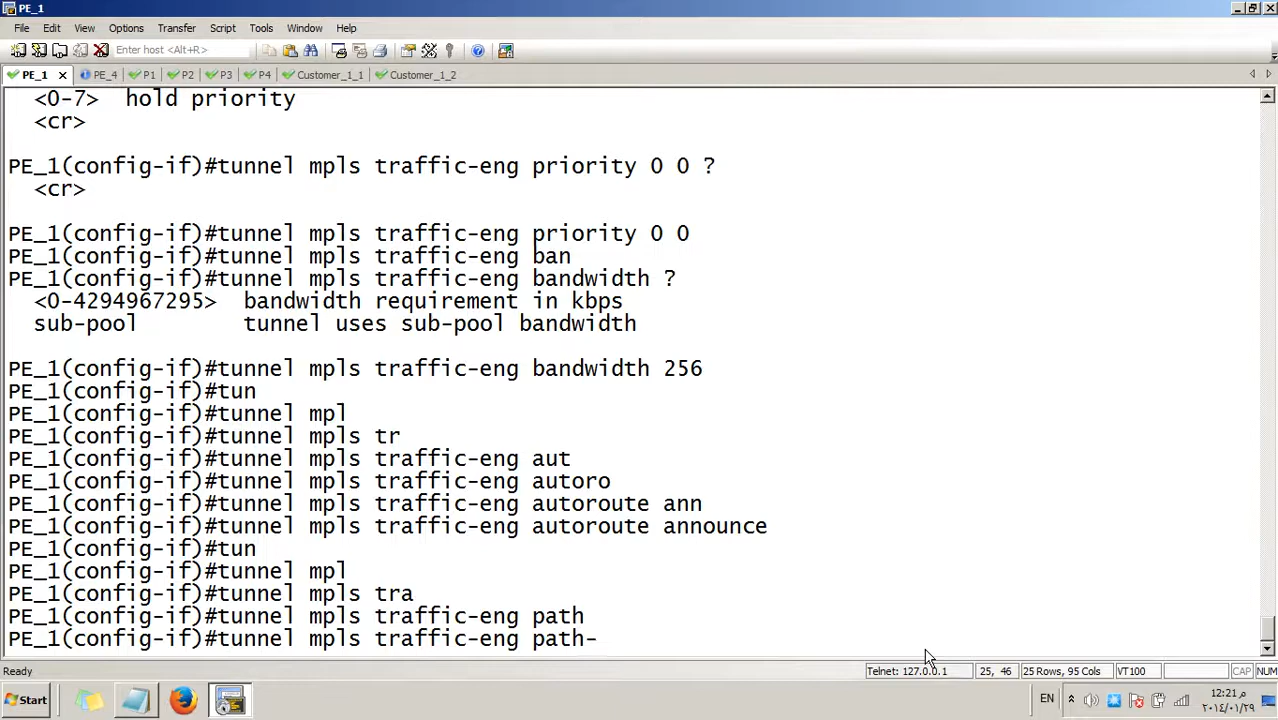 PE_1
File Edit View Options Transfer Script Tools Window Help
Enter host <Alt+R>
PE_1 PE_4 P1 P2 P3 P4 Customer_1_1 Customer_1_2
<0-7>  hold priority
<cr>
PE_1(config-if)#tunnel mpls traffic-eng priority 0 0 ?
<cr>
PE_1(config-if)#tunnel mpls traffic-eng priority 0 0
PE_1(config-if)#tunnel mpls traffic-eng ban
PE_1(config-if)#tunnel mpls traffic-eng bandwidth ?
<0-4294967295>  bandwidth requirement in kbps
sub-pool        tunnel uses sub-pool bandwidth
PE_1(config-if)#tunnel mpls traffic-eng bandwidth 256
PE_1(config-if)#tun
PE_1(config-if)#tunnel mpl
PE_1(config-if)#tunnel mpls tr
PE_1(config-if)#tunnel mpls traffic-eng aut
PE_1(config-if)#tunnel mpls traffic-eng autoro
PE_1(config-if)#tunnel mpls traffic-eng autoroute ann
PE_1(config-if)#tunnel mpls traffic-eng autoroute announce
PE_1(config-if)#tun
PE_1(config-if)#tunnel mpl
PE_1(config-if)#tunnel mpls tra
PE_1(config-if)#tunnel mpls traffic-eng path
PE_1(config-if)#tunnel mpls traffic-eng path-
Ready Telnet: 127.0.0.1 25, 46 25 Rows, 95 Cols VT100 CAP NUM
Start EN 12:21 م
٢٠١٤/٠١/٢٩